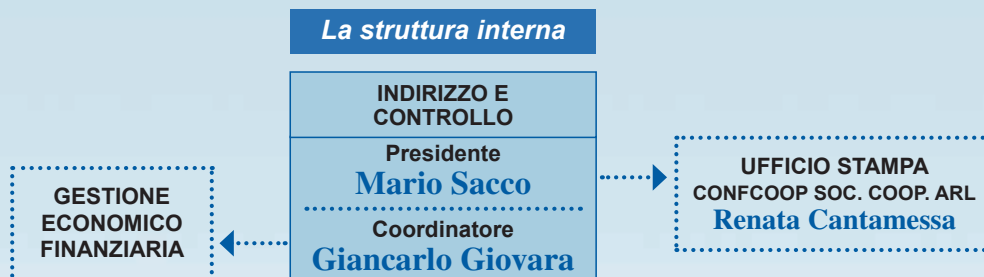 La struttura interna
INDIRIZZO E
CONTROLLO
Presidente
Mario Sacco
Coordinatore
Giancarlo Giovara
GESTIONE
ECONOMICO
FINANZIARIA
UFFICIO STAMPA
CONFCOOP SOC. COOP. ARL
Renata Cantamessa